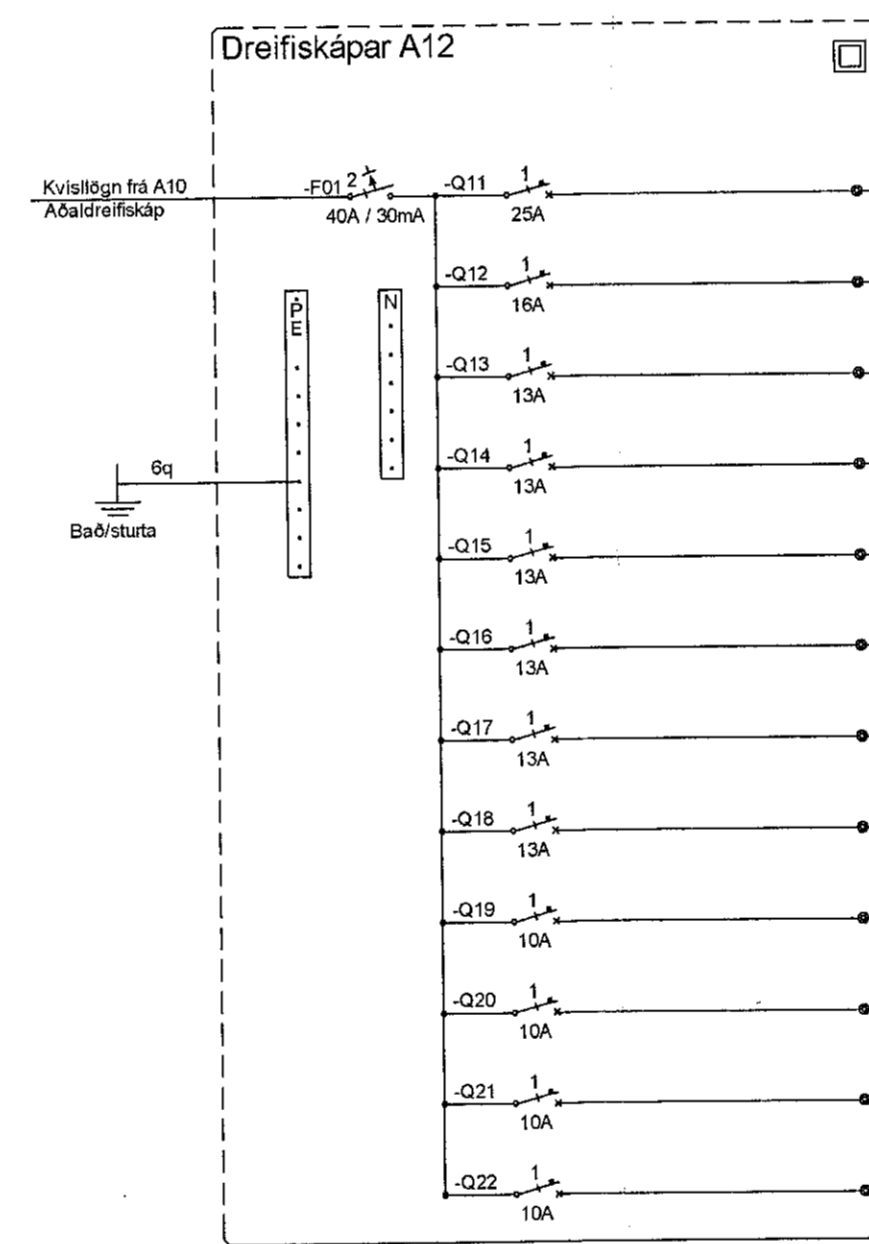 Dreifiskápar A12
Kvísllögn frá A10
Aðaldreifiskáp
-F01
2
40A / 30mA
-Q11
1
25A
-Q12
1
16A
PE
N
-Q13
1
13A
-Q14
1
13A
6q
Bað/sturta
-Q15
1
13A
-Q16
1
13A
-Q17
1
13A
-Q18
1
13A
-Q19
1
10A
-Q20
1
10A
-Q21
1
10A
-Q22
1
10A